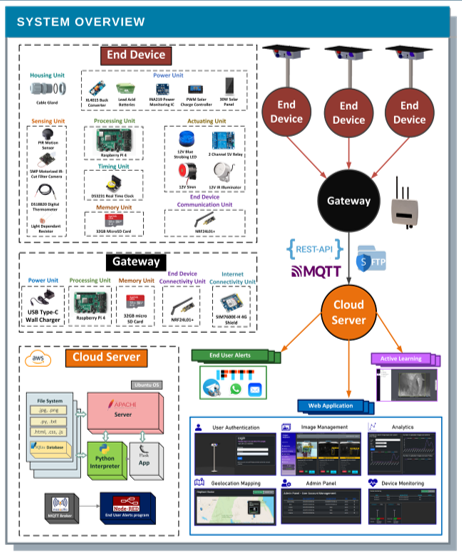 SYSTEM OVERVIEW
End Device
Housing Unit
Cable Gland
Power Unit
XL4015 Buck Converter
Lead Acid Batteries
INA219 Power Monitoring IC
PWM Solar Charge Controller
Solar Panel
Sensing Unit
PIR Motion Sensor
5MP Motorized IR Cut Filter Camera
DS18B20 Digital Thermometer
Light Dependent Resistor
Processing Unit
Raspberry Pi
Timing Unit
DS3231 Real Time Clock
Memory Unit
32GB MicroSD Card
Actuating Unit
12V Blue Strobing LED
2-Channel 5V Relay
12V Siren
12V IR Illuminator
End Device Communication Unit
NRF24L01+
End Device
End Device
End Device
Gateway
REST-API
MQTT
SFTP
Cloud Server
Gateway
Power Unit
USB Type-C Wall Charger
Processing Unit
Raspberry Pi 4
Memory Unit
32GB micro SD Card
End Device Connectivity Unit
NRF24L01+
Internet Connectivity Unit
SIM7600E-H 4G Shield
aws
Cloud Server
Ubuntu OS
File System
.jpg, .png
.py, .txt
.html, .css, .js
Database
APACHI
Server
Python Interpreter
Flask
App
MQTT Broker
Node-RED
End User Alerts program
End User Alerts
Active Learning
Web Application
User Authentication
Image Management
Analytics
Geolocation Mapping
Admin Panel
Device Monitoring